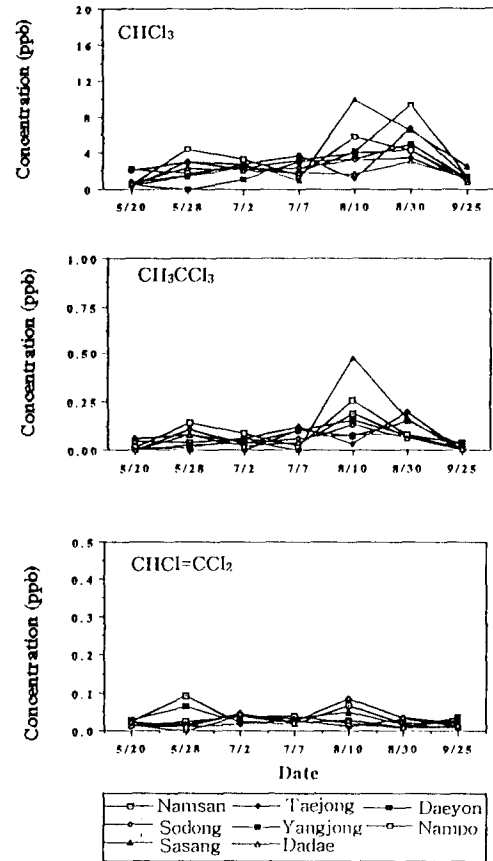 CHCl₃
Concentration (ppb)
20
16
12
8
4
0
5/20 5/28 7/2 7/7 8/10 8/30 9/25
CH₃CCl₃
Concentration (ppb)
1.00
0.75
0.50
0.25
0.00
5/20 5/28 7/2 7/7 8/10 8/30 9/25
CHCl=CCl₂
Concentration (ppb)
0.5
0.4
0.3
0.2
0.1
0.0
5/20 5/28 7/2 7/7 8/10 8/30 9/25
Date
Namsan Taejong Daeyon
Sodong Yangjong Nampo
Sasang Dadae